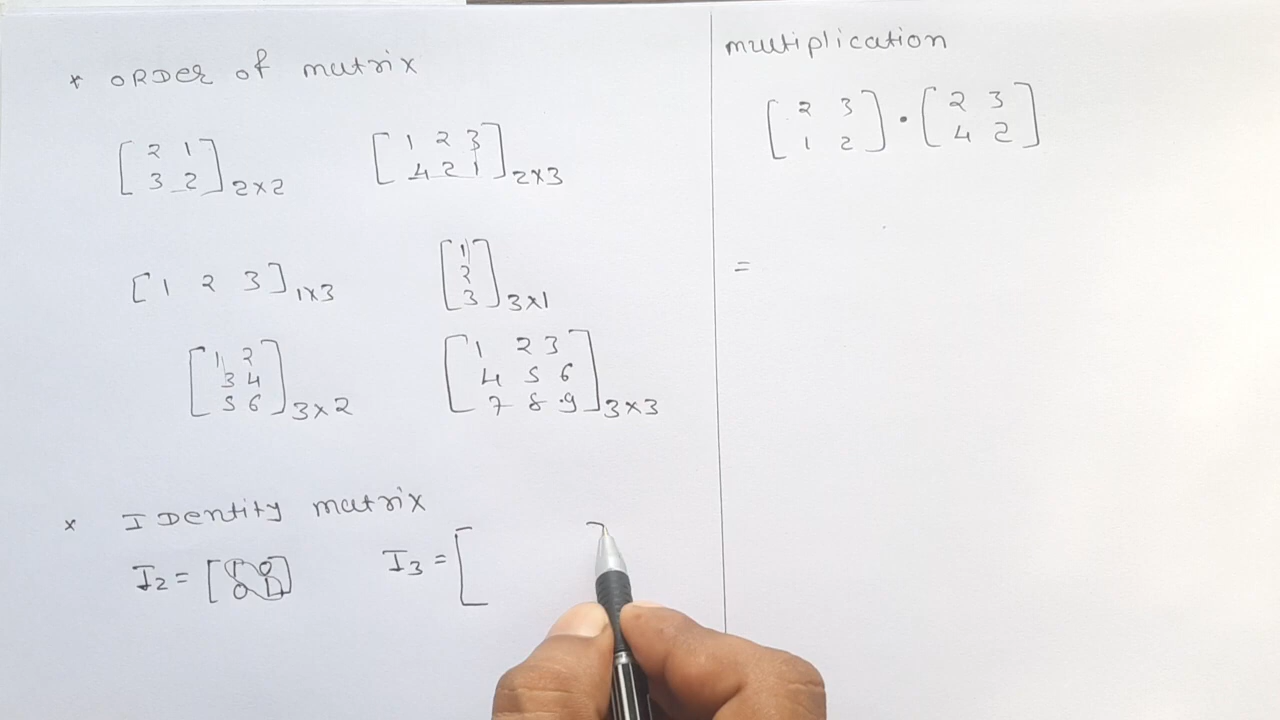 * ORDer of matrix
[2 1
3 2] 2×2
[1 2 3
4 2 1] 2×3
[1 2 3] 1×3
[1
2
3] 3×1
[1 2
3 4
5 6] 3×2
[1 2 3
4 5 6
7 8 9] 3×3
* IDentity matrix
I2 = [1 0
0 1]
I3 = [ ]
multiplication
[2 3
1 2] · [2 3
4 2]
=